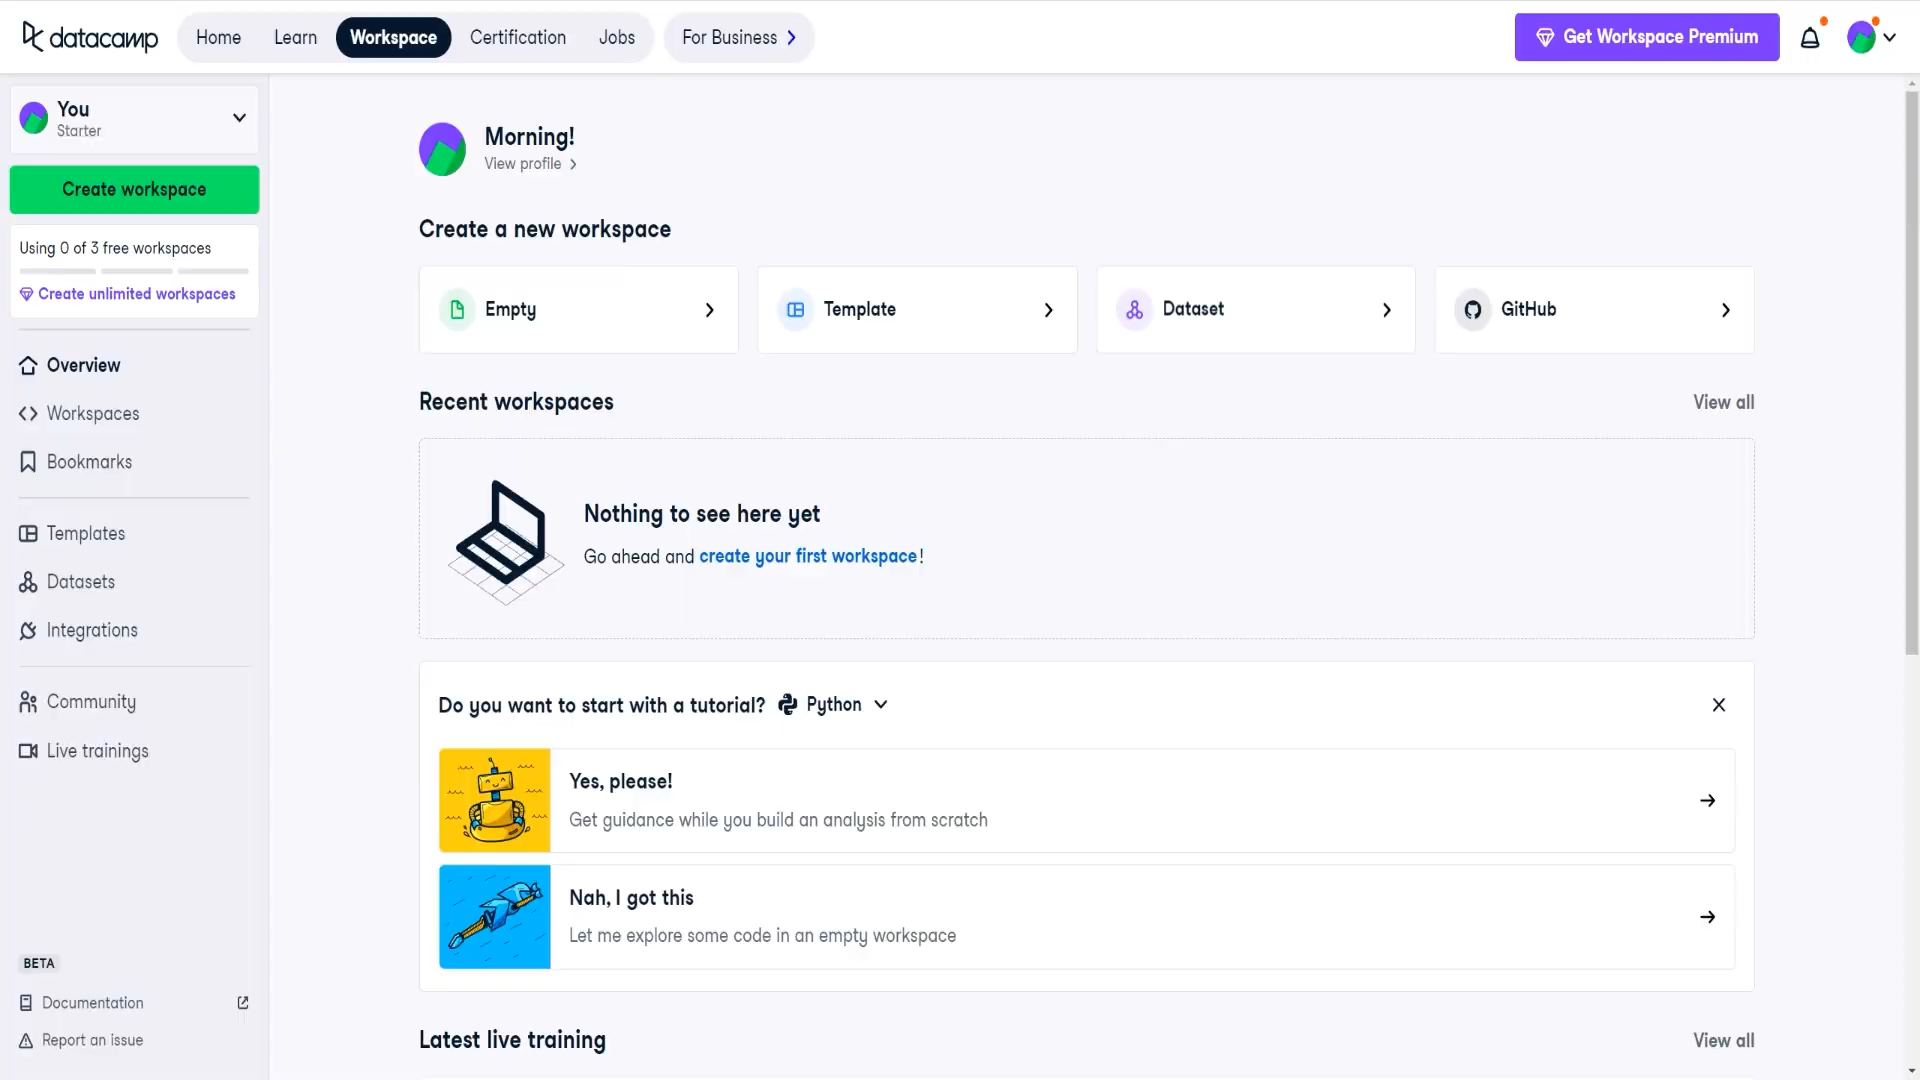 datacamp
Home
Learn
Workspace
Certification
Jobs
For Business
Get Workspace Premium
You
Starter
Create workspace
Using 0 of 3 free workspaces
Create unlimited workspaces
Overview
Workspaces
Bookmarks
Templates
Datasets
Integrations
Community
Live trainings
BETA
Documentation
Report an issue
Morning!
View profile
Create a new workspace
Empty
Template
Dataset
GitHub
Recent workspaces
View all
Nothing to see here yet
Go ahead and create your first workspace!
Do you want to start with a tutorial? Python
Yes, please!
Get guidance while you build an analysis from scratch
Nah, I got this
Let me explore some code in an empty workspace
Latest live training
View all